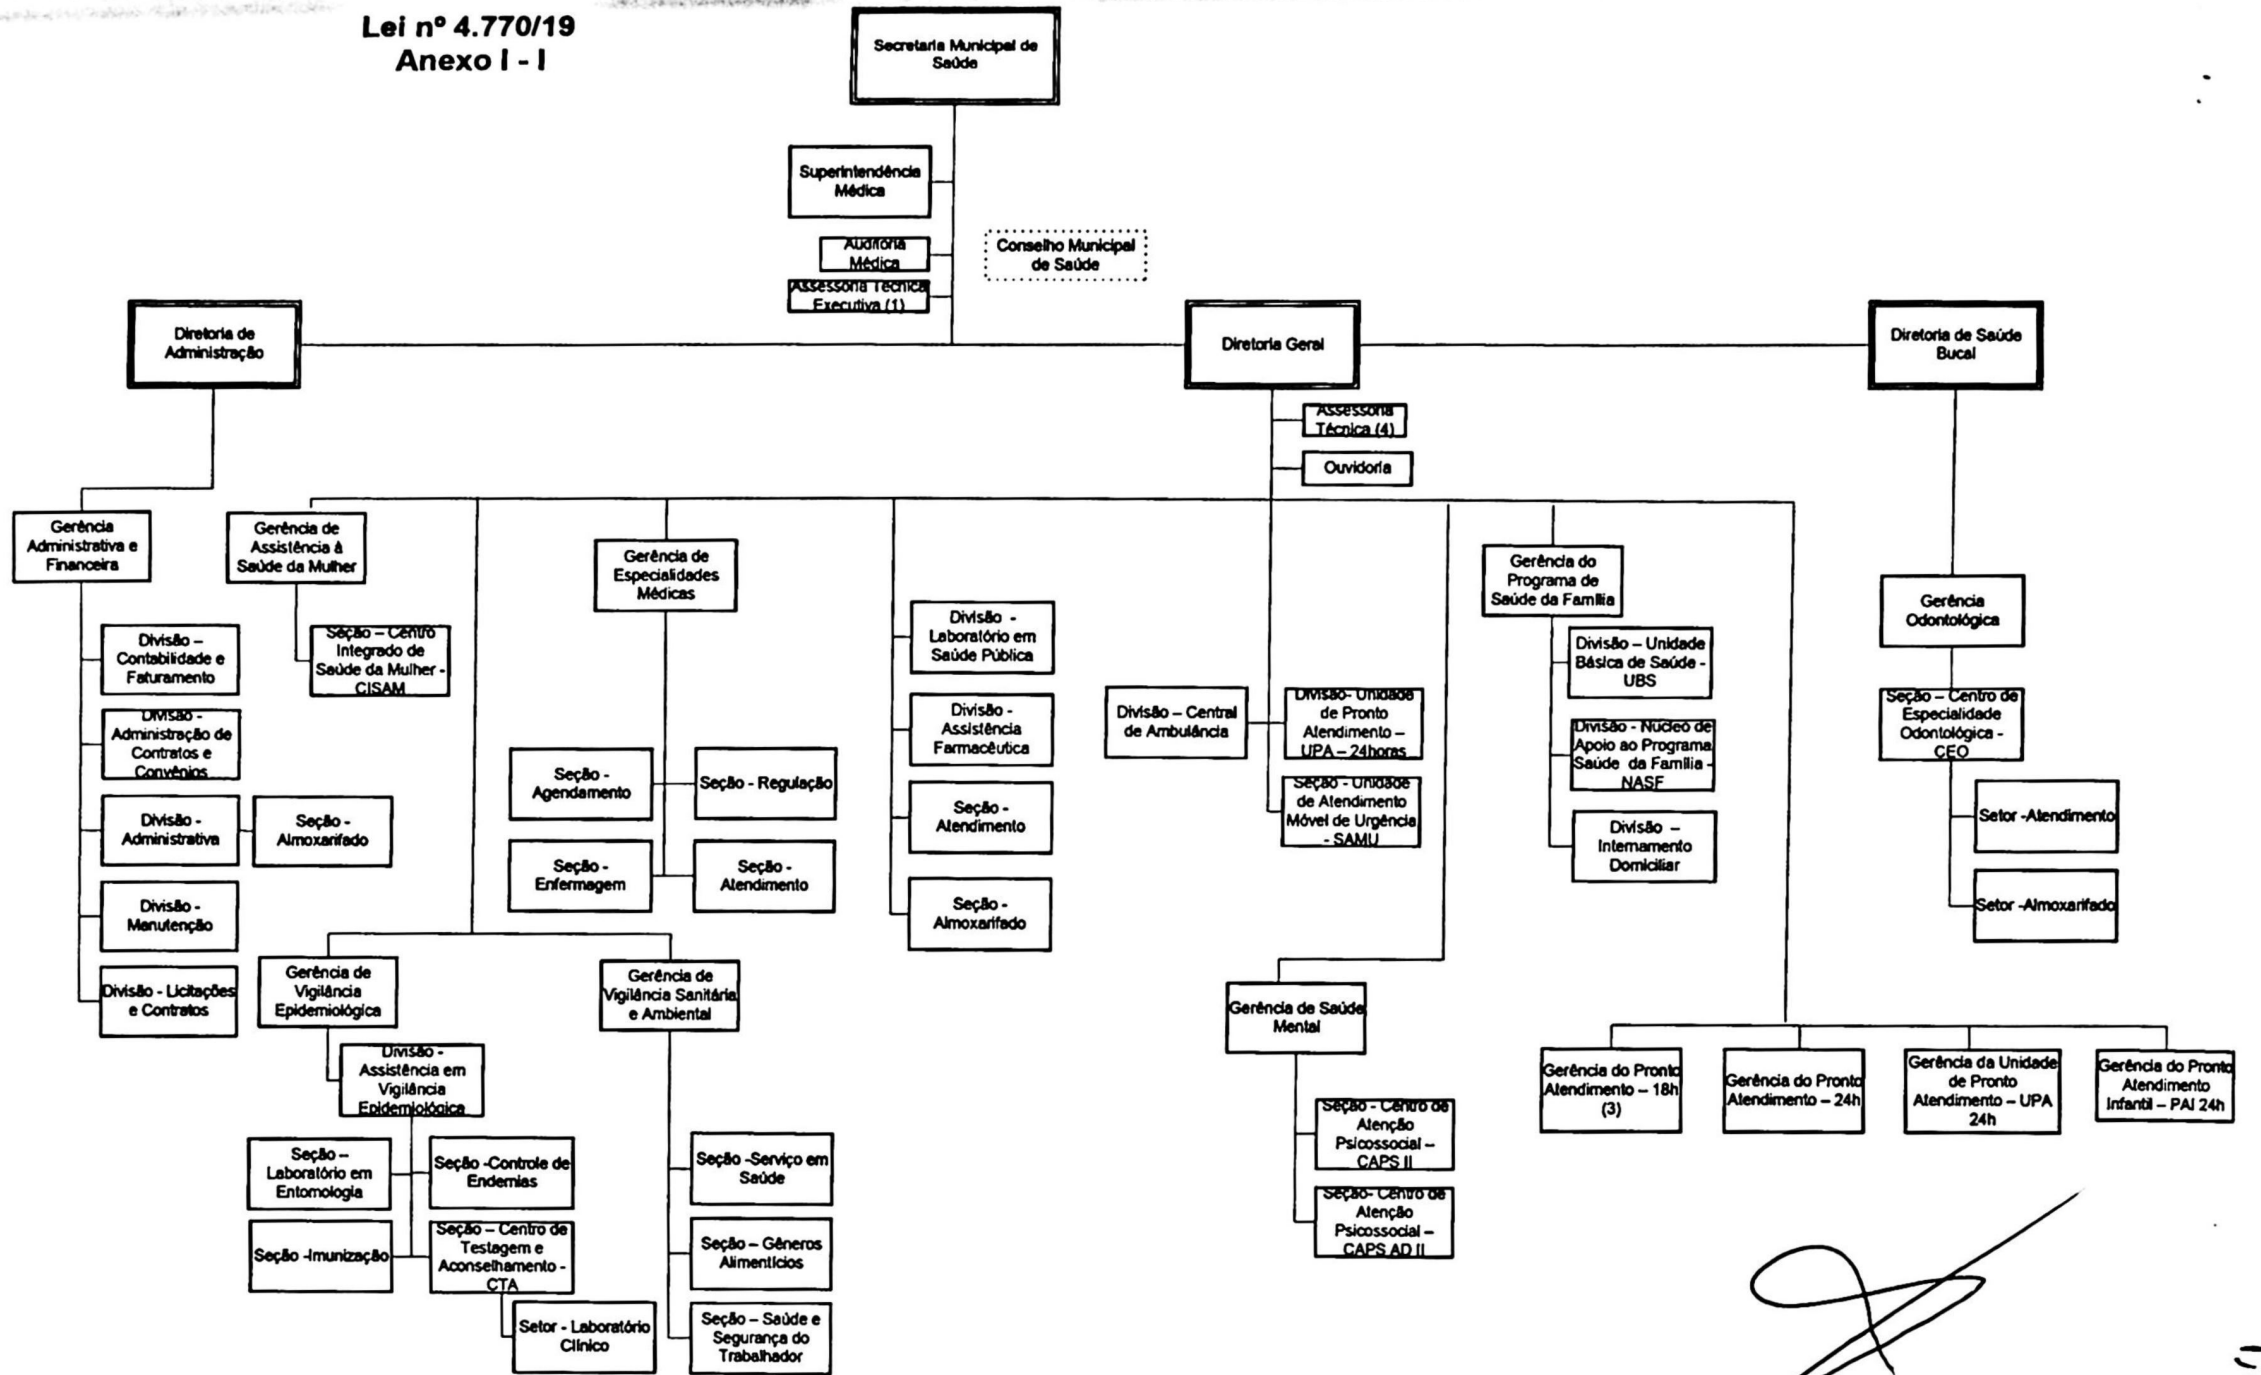 Lei nº 4.770/19
Anexo I - I
Secretaria Municipal de
Saúde
Superintendência
Médica
Auditoria
Médica
Conselho Municipal
de Saúde
Assessoria Técnica
Executiva (1)
Diretoria de
Administração
Diretoria Geral
Diretoria de Saúde
Bucal
Assessoria
Técnica (4)
Ouvidoria
Gerência
Administrativa e
Financeira
Divisão –
Contabilidade e
Faturamento
Divisão -
Administração de
Contratos e
Convênios
Divisão -
Administrativa
Seção -
Almoxarifado
Divisão -
Manutenção
Divisão - Licitações
e Contratos
Gerência de
Assistência à
Saúde da Mulher
Seção – Centro
Integrado de
Saúde da Mulher -
CISAM
Gerência de
Especialidades
Médicas
Seção -
Agendamento
Seção - Regulação
Seção -
Enfermagem
Seção -
Atendimento
Divisão -
Laboratório em
Saúde Pública
Divisão -
Assistência
Farmacêutica
Seção -
Atendimento
Seção -
Almoxarifado
Divisão – Central
de Ambulância
Divisão- Unidade
de Pronto
Atendimento –
UPA – 24horas
Seção - Unidade
de Atendimento
Móvel de Urgência
- SAMU
Gerência do
Programa de
Saúde da Família
Divisão – Unidade
Básica de Saúde -
UBS
Divisão - Núcleo de
Apoio ao Programa
Saúde da Família -
NASF
Divisão –
Internamento
Domiciliar
Gerência
Odontológica
Seção – Centro de
Especialidade
Odontológica -
CEO
Setor -Atendimento
Setor -Almoxarifado
Gerência de
Vigilância
Epidemiológica
Divisão -
Assistência em
Vigilância
Epidemiológica
Seção –
Laboratório em
Entomologia
Seção -Controle de
Endemias
Seção -Imunização
Seção – Centro de
Testagem e
Aconselhamento -
CTA
Setor - Laboratório
Clínico
Gerência de
Vigilância Sanitária
e Ambiental
Seção -Serviço em
Saúde
Seção – Gêneros
Alimentícios
Seção – Saúde e
Segurança do
Trabalhador
Gerência de Saúde
Mental
Seção - Centro de
Atenção
Psicossocial –
CAPS II
Seção- Centro de
Atenção
Psicossocial –
CAPS AD II
Gerência do Pronto
Atendimento – 18h
(3)
Gerência do Pronto
Atendimento – 24h
Gerência da Unidade
de Pronto
Atendimento – UPA
24h
Gerência do Pronto
Atendimento
Infantil – PAI 24h